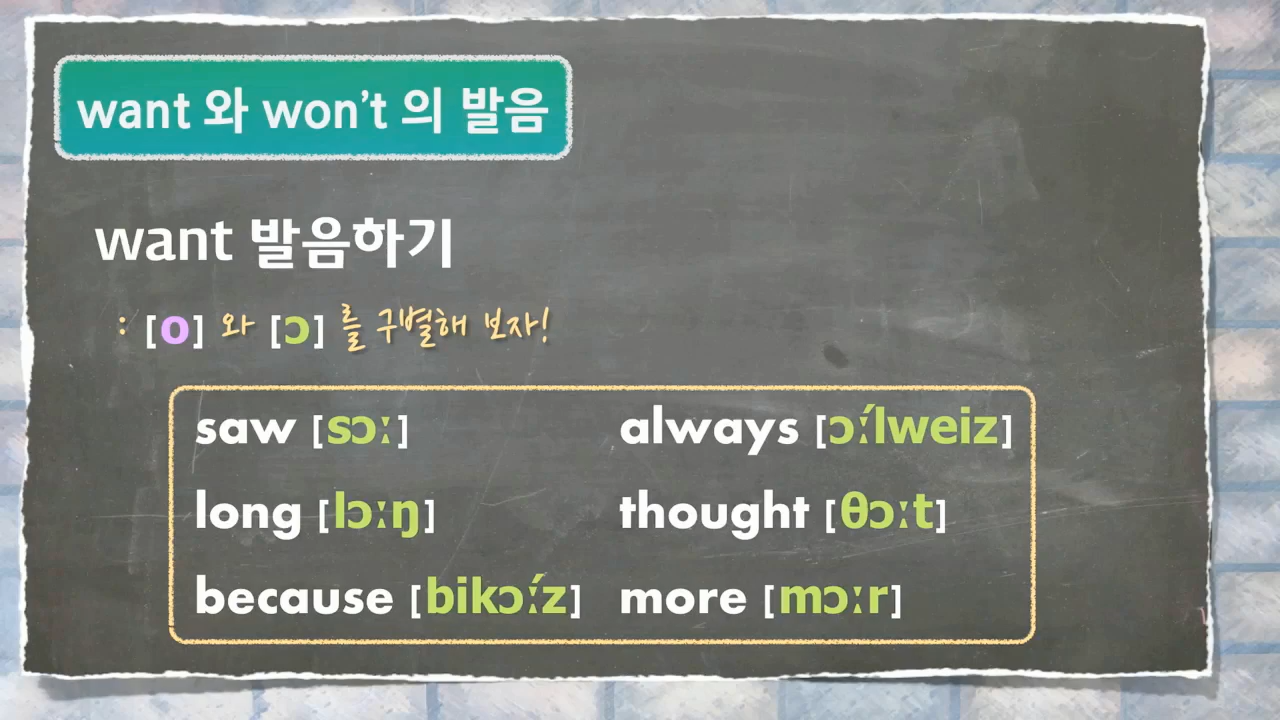 want 와 won’t 의 발음
want 발음하기
: [o] 와 [ɔ] 를 구별해 보자!
saw [sɔː] always [ɔ́ːlweiz]
long [lɔːŋ] thought [θɔːt]
because [bikɔ́ːz] more [mɔːr]